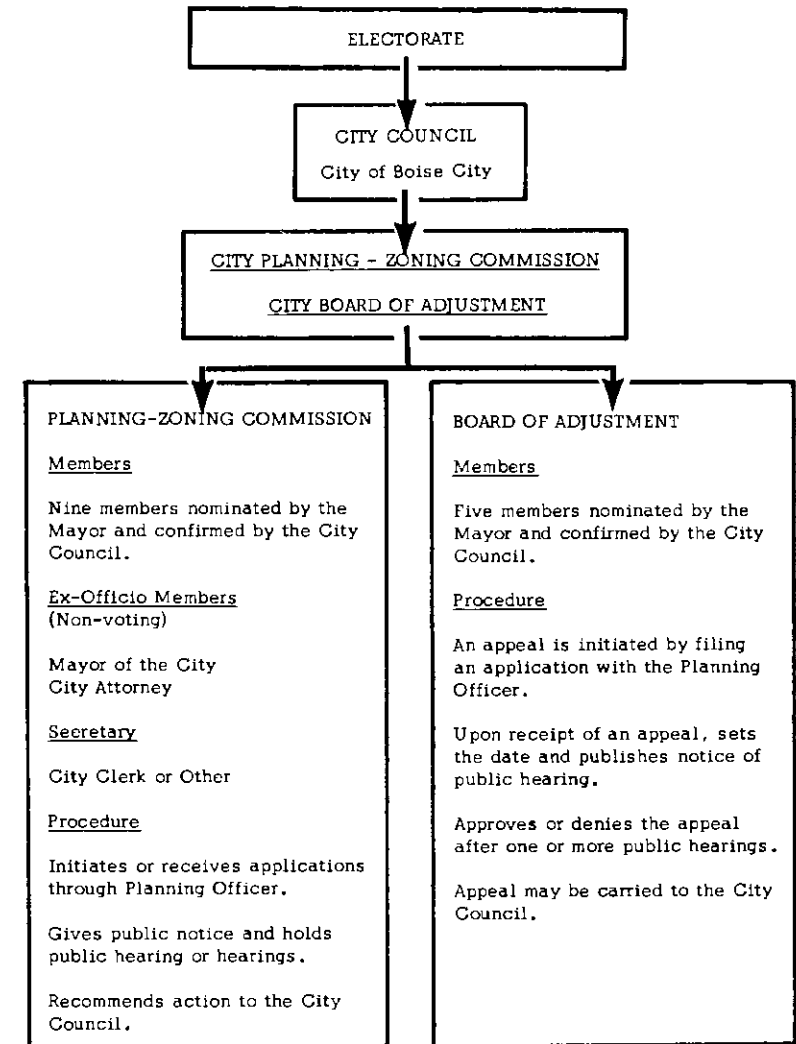 ELECTORATE
CITY COUNCIL
City of Boise City
CITY PLANNING - ZONING COMMISSION
CITY BOARD OF ADJUSTMENT
PLANNING-ZONING COMMISSION
Members
Nine members nominated by the
Mayor and confirmed by the City
Council.
Ex-Officio Members
(Non-voting)
Mayor of the City
City Attorney
Secretary
City Clerk or Other
Procedure
Initiates or receives applications
through Planning Officer.
Gives public notice and holds
public hearing or hearings.
Recommends action to the City
Council.
BOARD OF ADJUSTMENT
Members
Five members nominated by the
Mayor and confirmed by the City
Council.
Procedure
An appeal is initiated by filing
an application with the Planning
Officer.
Upon receipt of an appeal, sets
the date and publishes notice of
public hearing.
Approves or denies the appeal
after one or more public hearings.
Appeal may be carried to the City
Council.